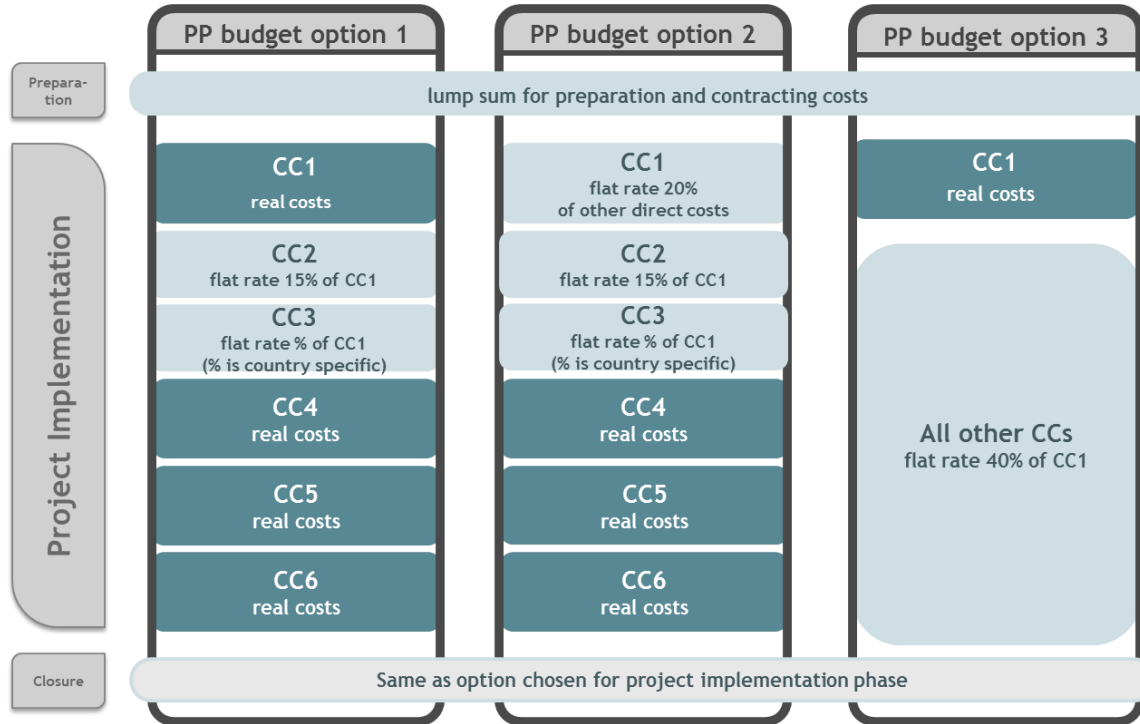 PP budget option 1
PP budget option 2
PP budget option 3
Prepara-
tion
lump sum for preparation and contracting costs
Project Implementation
CC1
real costs
CC2
flat rate 15% of CC1
CC3
flat rate % of CC1
(% is country specific)
CC4
real costs
CC5
real costs
CC6
real costs
CC1
flat rate 20%
of other direct costs
CC2
flat rate 15% of CC1
CC3
flat rate % of CC1
(% is country specific)
CC4
real costs
CC5
real costs
CC6
real costs
CC1
real costs
All other CCs
flat rate 40% of CC1
Closure
Same as option chosen for project implementation phase